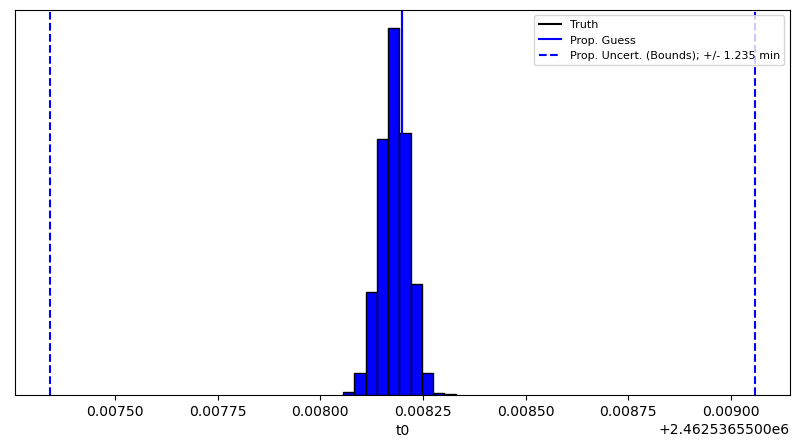 Truth
Prop. Guess
Prop. Uncert. (Bounds); +/- 1.235 min
0.00750 0.00775 0.00800 0.00825 0.00850 0.00875 0.00900
t0 +2.4625365500e6